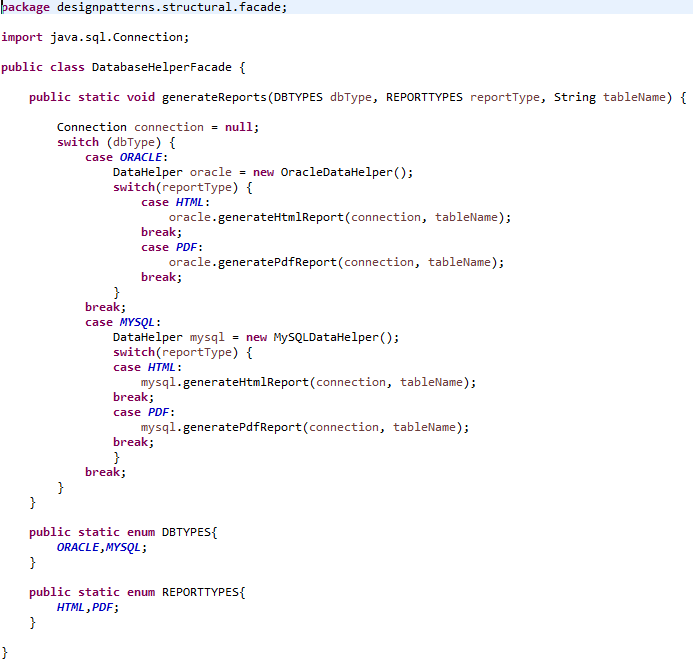 package designpatterns.structural.facade;
import java.sql.Connection;
public class DatabaseHelperFacade {
public static void generateReports(DBTYPES dbType, REPORTTYPES reportType, String tableName) {
Connection connection = null;
switch (dbType) {
case ORACLE:
DataHelper oracle = new OracleDataHelper();
switch(reportType) {
case HTML:
oracle.generateHtmlReport(connection, tableName);
break;
case PDF:
oracle.generatePdfReport(connection, tableName);
break;
}
break;
case MYSQL:
DataHelper mysql = new MySQLDataHelper();
switch(reportType) {
case HTML:
mysql.generateHtmlReport(connection, tableName);
break;
case PDF:
mysql.generatePdfReport(connection, tableName);
break;
}
break;
}
}
public static enum DBTYPES{
ORACLE,MYSQL;
}
public static enum REPORTTYPES{
HTML,PDF;
}
}